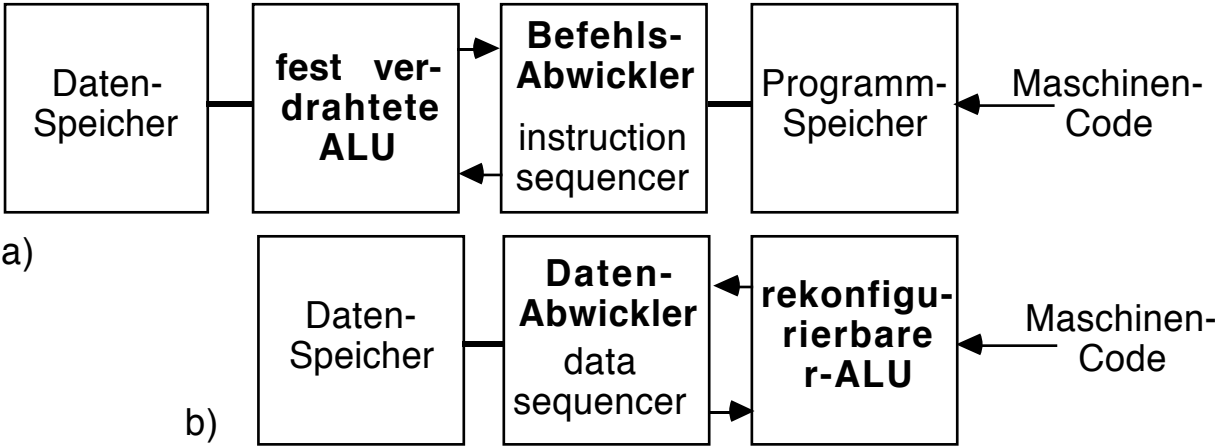 Daten-
Speicher
fest ver-
drahtete
ALU
Befehls-
Abwickler
instruction
sequencer
Programm-
Speicher
Maschinen-
Code
a)
Daten-
Speicher
Daten-
Abwickler
data
sequencer
rekonfigu-
rierbare
r-ALU
Maschinen-
Code
b)